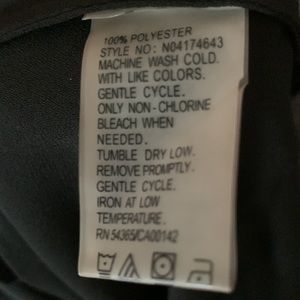 100% POLYESTER
STYLE NO: N04174643
MACHINE WASH COLD.
WITH LIKE COLORS.
GENTLE CYCLE.
ONLY NON-CHLORINE
BLEACH WHEN
NEEDED.
TUMBLE DRY LOW.
REMOVE PROMPTLY.
GENTLE CYCLE.
IRON AT LOW
TEMPERATURE.
RN 54365/CA00142